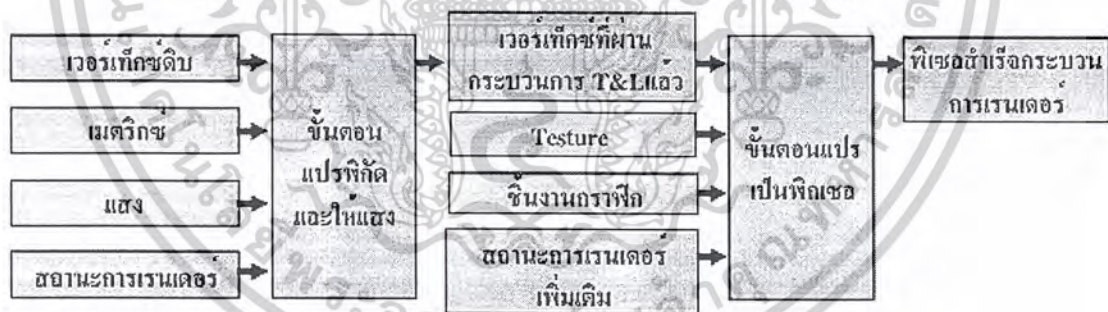 เวอร์เท็กซ์ดิบ
เมตริกซ์
แสง
สถานะการเรนเดอร์
ขั้นตอน
แปรพิกัด
และให้แสง
เวอร์เท็กซ์ที่ผ่าน
กระบวนการ T&Lแล้ว
Testure
ชิ้นงานกราฟิก
สถานะการเรนเดอร์
เพิ่มเติม
ขั้นตอนแปร
เป็นพิกเซล
พิเซลสำเร็จกระบวน
การเรนเดอร์